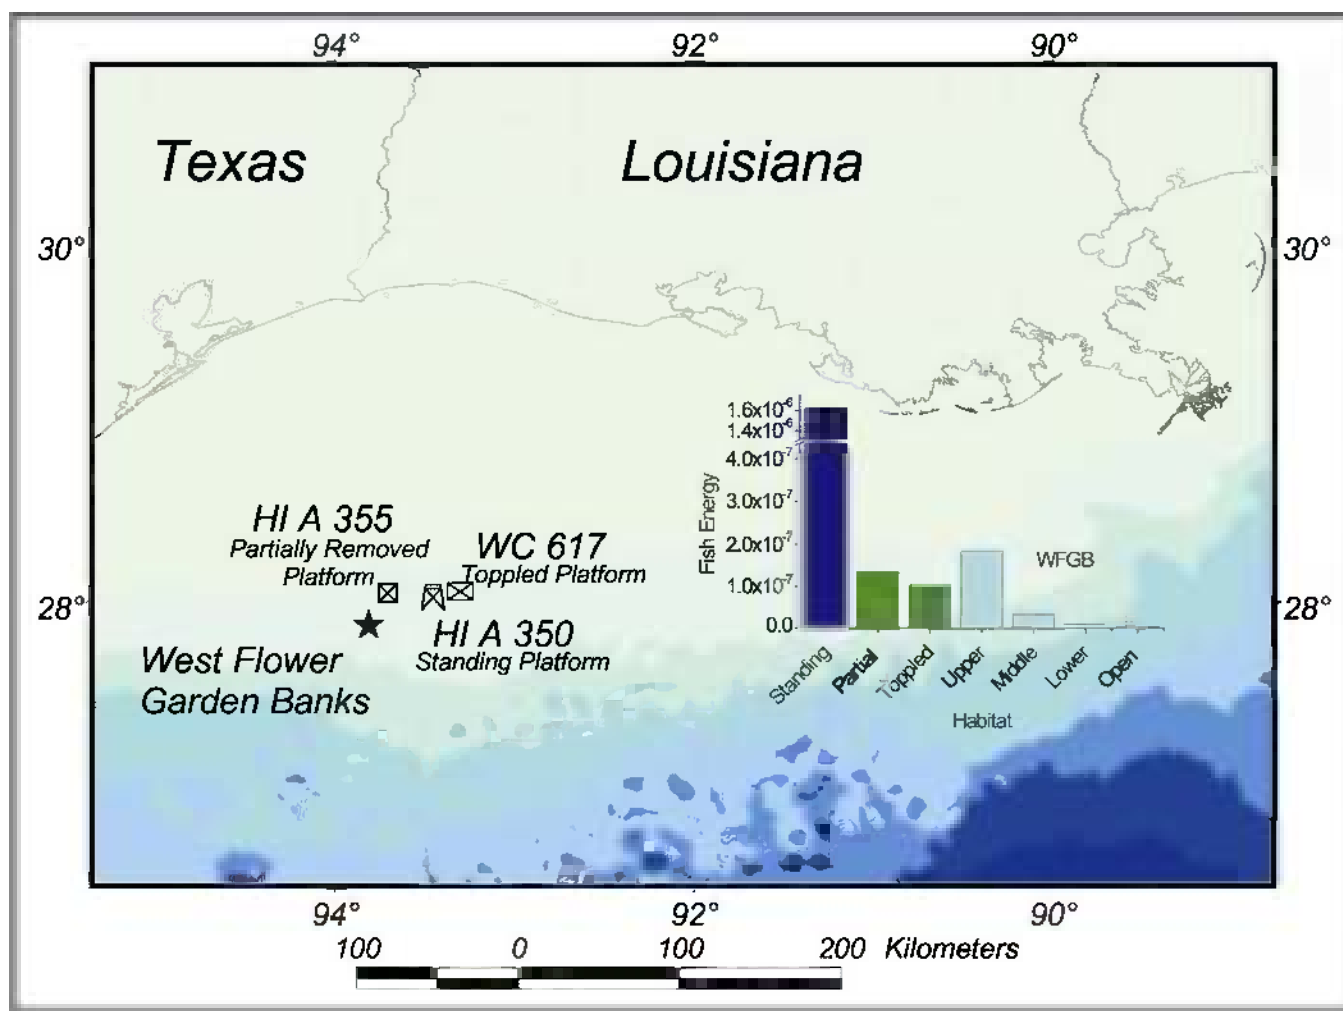 94° 92° 90°
Texas Louisiana
30° 30°
1.6x10⁻⁶
1.4x10⁻⁶
4.0x10⁻⁷
3.0x10⁻⁷
2.0x10⁻⁷
1.0x10⁻⁷
0.0
Fish Energy
WFGB
Standing
Partial
Toppled
Upper
Middle
Lower
Open
Habitat
HI A 355
Partially Removed
Platform
WC 617
Toppled Platform
HI A 350
Standing Platform
28° 28°
West Flower
Garden Banks
94° 92° 90°
100 0 100 200 Kilometers